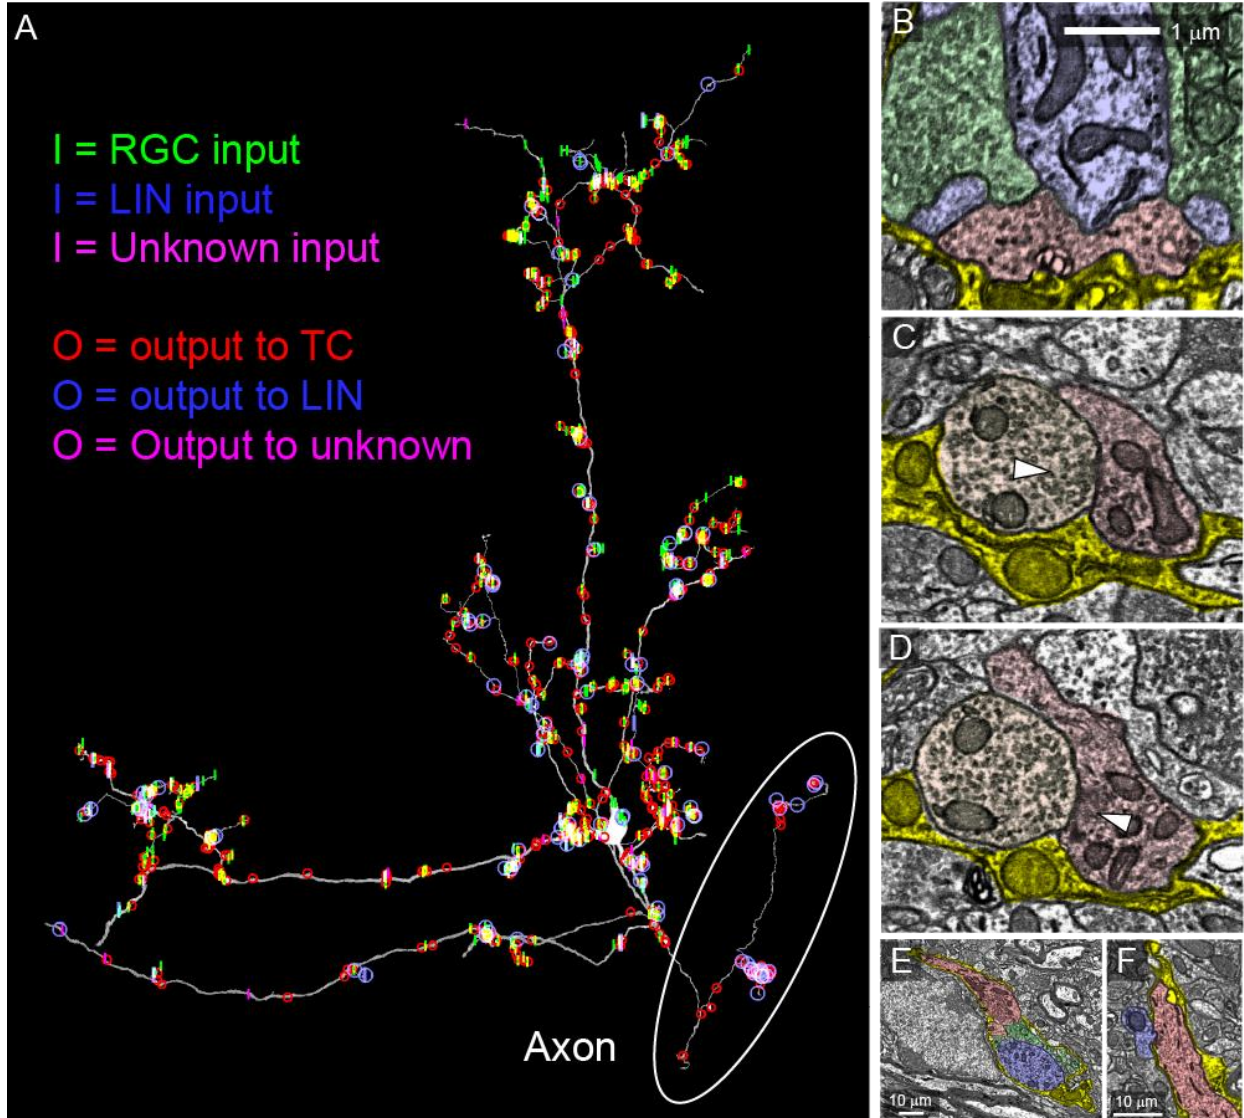 A
I = RGC input
I = LIN input
I = Unknown input
O = output to TC
O = output to LIN
O = Output to unknown
Axon
B
1 μm
C
D
E
10 μm
F
10 μm